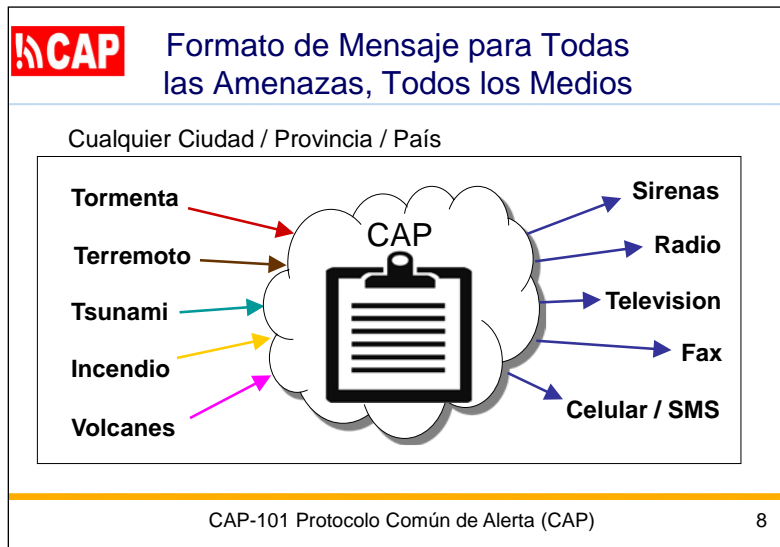 CAP
Formato de Mensaje para Todas
las Amenazas, Todos los Medios
Cualquier Ciudad / Provincia / País
Tormenta
Terremoto
Tsunami
Incendio
Volcanes
CAP
Sirenas
Radio
Television
Fax
Celular / SMS
CAP-101 Protocolo Común de Alerta (CAP)
8